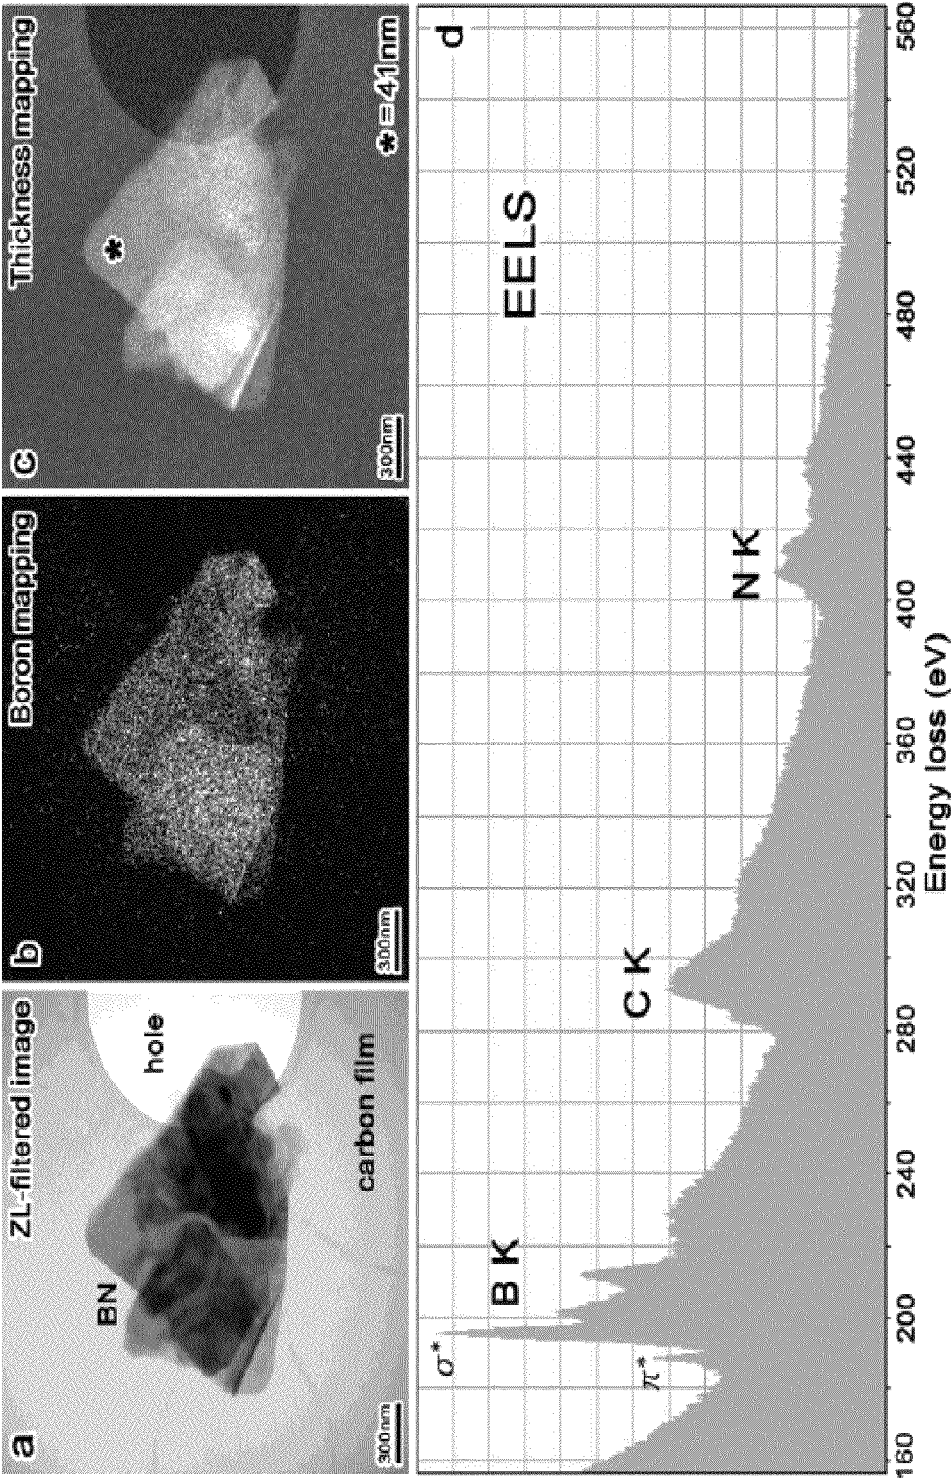 a
ZL-filtered image
BN
hole
carbon film
300nm
b
Boron mapping
300nm
c
Thickness mapping
*
* = 41nm
300nm
d
EELS
σ*
π*
B K
C K
N K
160 200 240 280 320 360 400 440 480 520 560
Energy loss (eV)